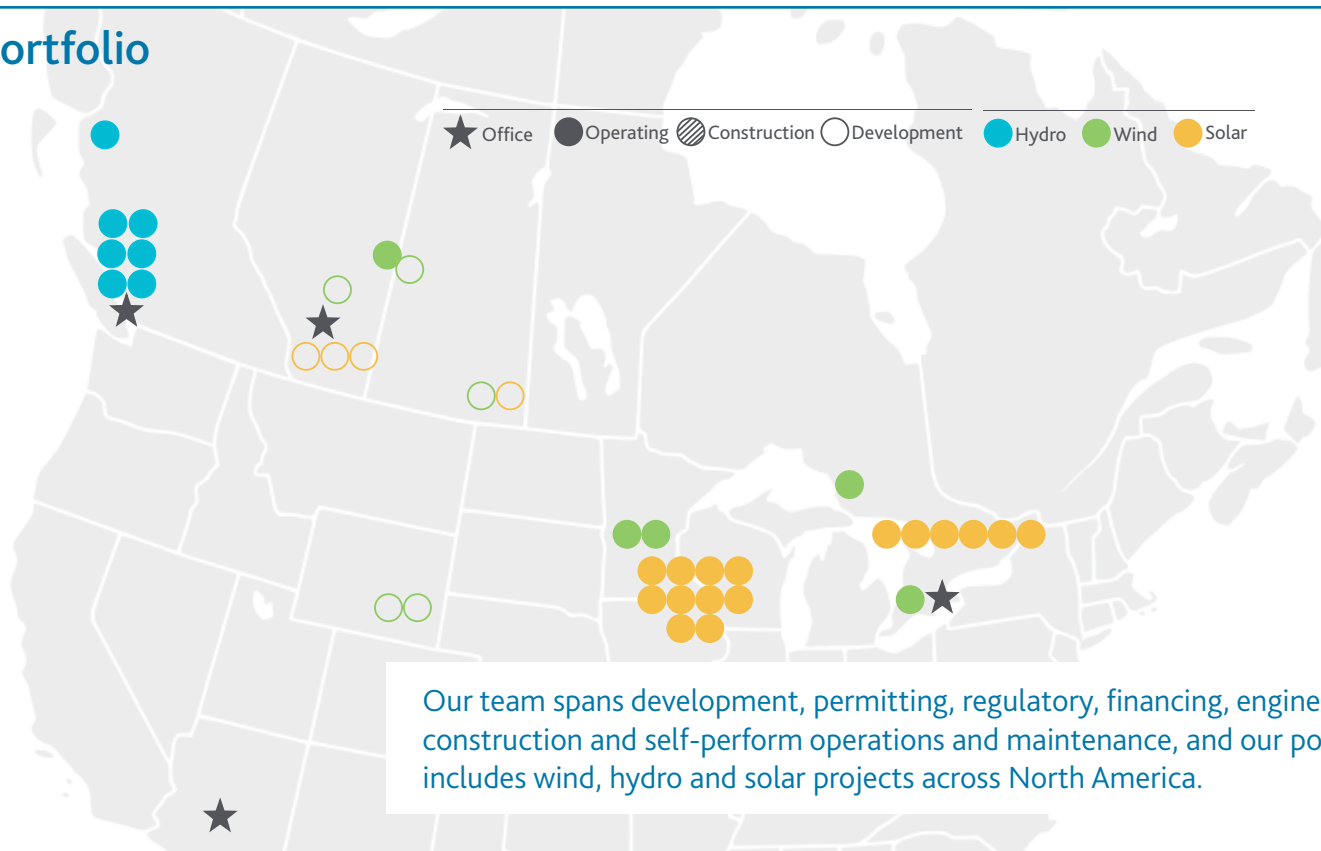 ortfolio
Office Operating Construction Development Hydro Wind Solar
Our team spans development, permitting, regulatory, financing, engine
construction and self-perform operations and maintenance, and our po
includes wind, hydro and solar projects across North America.